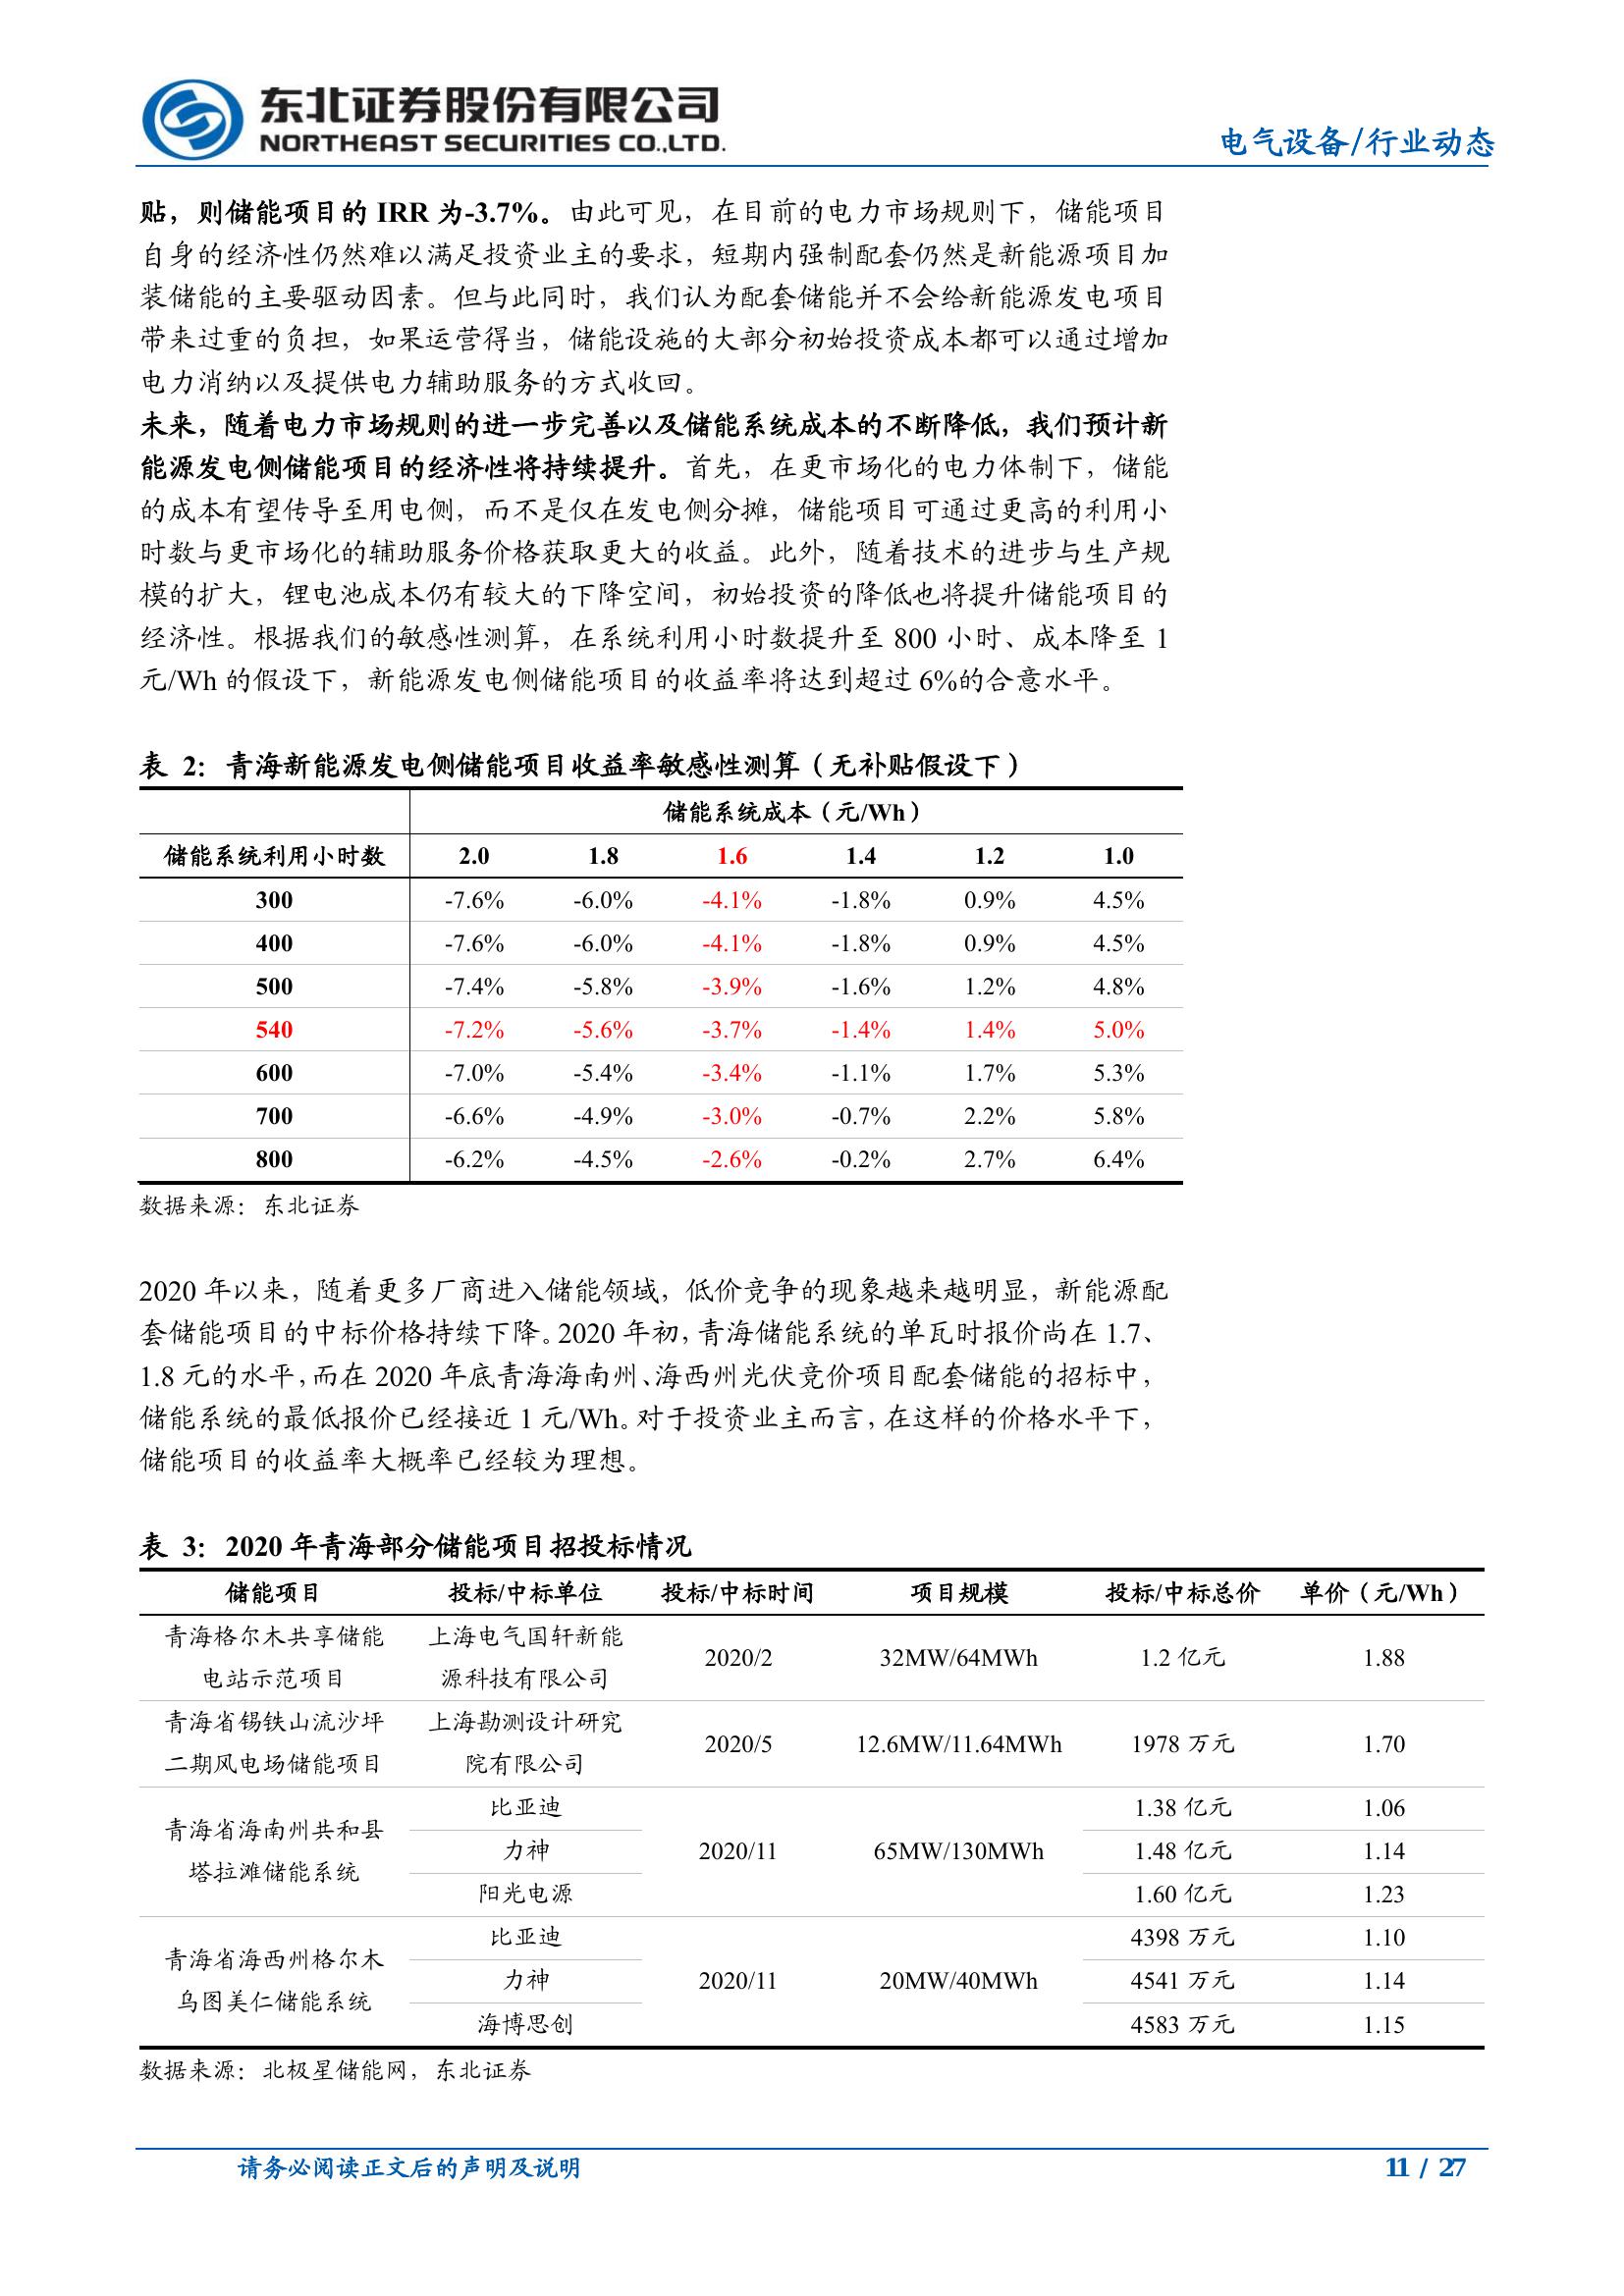 东北证券股份有限公司
NORTHEAST SECURITIES CO.,LTD.
电气设备/行业动态
贴，则储能项目的 IRR 为-3.7%。由此可见，在目前的电力市场规则下，储能项目
自身的经济性仍然难以满足投资业主的要求，短期内强制配套仍然是新能源项目加
装储能的主要驱动因素。但与此同时，我们认为配套储能并不会给新能源发电项目
带来过重的负担，如果运营得当，储能设施的大部分初始投资成本都可以通过增加
电力消纳以及提供电力辅助服务的方式收回。
未来，随着电力市场规则的进一步完善以及储能系统成本的不断降低，我们预计新
能源发电侧储能项目的经济性将持续提升。首先，在更市场化的电力体制下，储能
的成本有望传导至用电侧，而不是仅在发电侧分摊，储能项目可通过更高的利用小
时数与更市场化的辅助服务价格获取更大的收益。此外，随着技术的进步与生产规
模的扩大，锂电池成本仍有较大的下降空间，初始投资的降低也将提升储能项目的
经济性。根据我们的敏感性测算，在系统利用小时数提升至 800 小时、成本降至 1
元/Wh 的假设下，新能源发电侧储能项目的收益率将达到超过 6%的合意水平。
表 2：青海新能源发电侧储能项目收益率敏感性测算（无补贴假设下）
储能系统成本（元/Wh）
储能系统利用小时数 2.0 1.8 1.6 1.4 1.2 1.0
300 -7.6% -6.0% -4.1% -1.8% 0.9% 4.5%
400 -7.6% -6.0% -4.1% -1.8% 0.9% 4.5%
500 -7.4% -5.8% -3.9% -1.6% 1.2% 4.8%
540 -7.2% -5.6% -3.7% -1.4% 1.4% 5.0%
600 -7.0% -5.4% -3.4% -1.1% 1.7% 5.3%
700 -6.6% -4.9% -3.0% -0.7% 2.2% 5.8%
800 -6.2% -4.5% -2.6% -0.2% 2.7% 6.4%
数据来源：东北证券
2020 年以来，随着更多厂商进入储能领域，低价竞争的现象越来越明显，新能源配
套储能项目的中标价格持续下降。2020 年初，青海储能系统的单瓦时报价尚在 1.7、
1.8 元的水平，而在 2020 年底青海海南州、海西州光伏竞价项目配套储能的招标中，
储能系统的最低报价已经接近 1 元/Wh。对于投资业主而言，在这样的价格水平下，
储能项目的收益率大概率已经较为理想。
表 3：2020 年青海部分储能项目招投标情况
储能项目 投标/中标单位 投标/中标时间 项目规模 投标/中标总价 单价（元/Wh）
青海格尔木共享储能 上海电气国轩新能
电站示范项目 源科技有限公司 2020/2 32MW/64MWh 1.2 亿元 1.88
青海省锡铁山流沙坪 上海勘测设计研究
二期风电场储能项目 院有限公司 2020/5 12.6MW/11.64MWh 1978 万元 1.70
比亚迪 1.38 亿元 1.06
青海省海南州共和县
塔拉滩储能系统 力神 2020/11 65MW/130MWh 1.48 亿元 1.14
阳光电源 1.60 亿元 1.23
比亚迪 4398 万元 1.10
青海省海西州格尔木
乌图美仁储能系统 力神 2020/11 20MW/40MWh 4541 万元 1.14
海博思创 4583 万元 1.15
数据来源：北极星储能网，东北证券
请务必阅读正文后的声明及说明
11 / 27